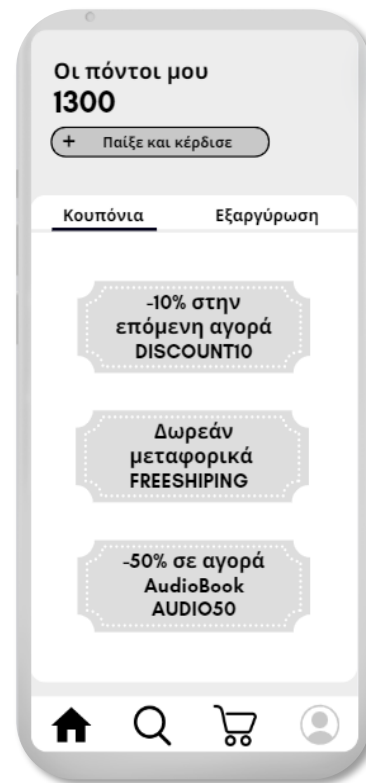 Οι πόντοι μου
1300
+ Παίξε και κέρδισε
Κουπόνια Εξαργύρωση
-10% στην
επόμενη αγορά
DISCOUNT10
Δωρεάν
μεταφορικά
FREESHIPING
-50% σε αγορά
AudioBook
AUDIO50